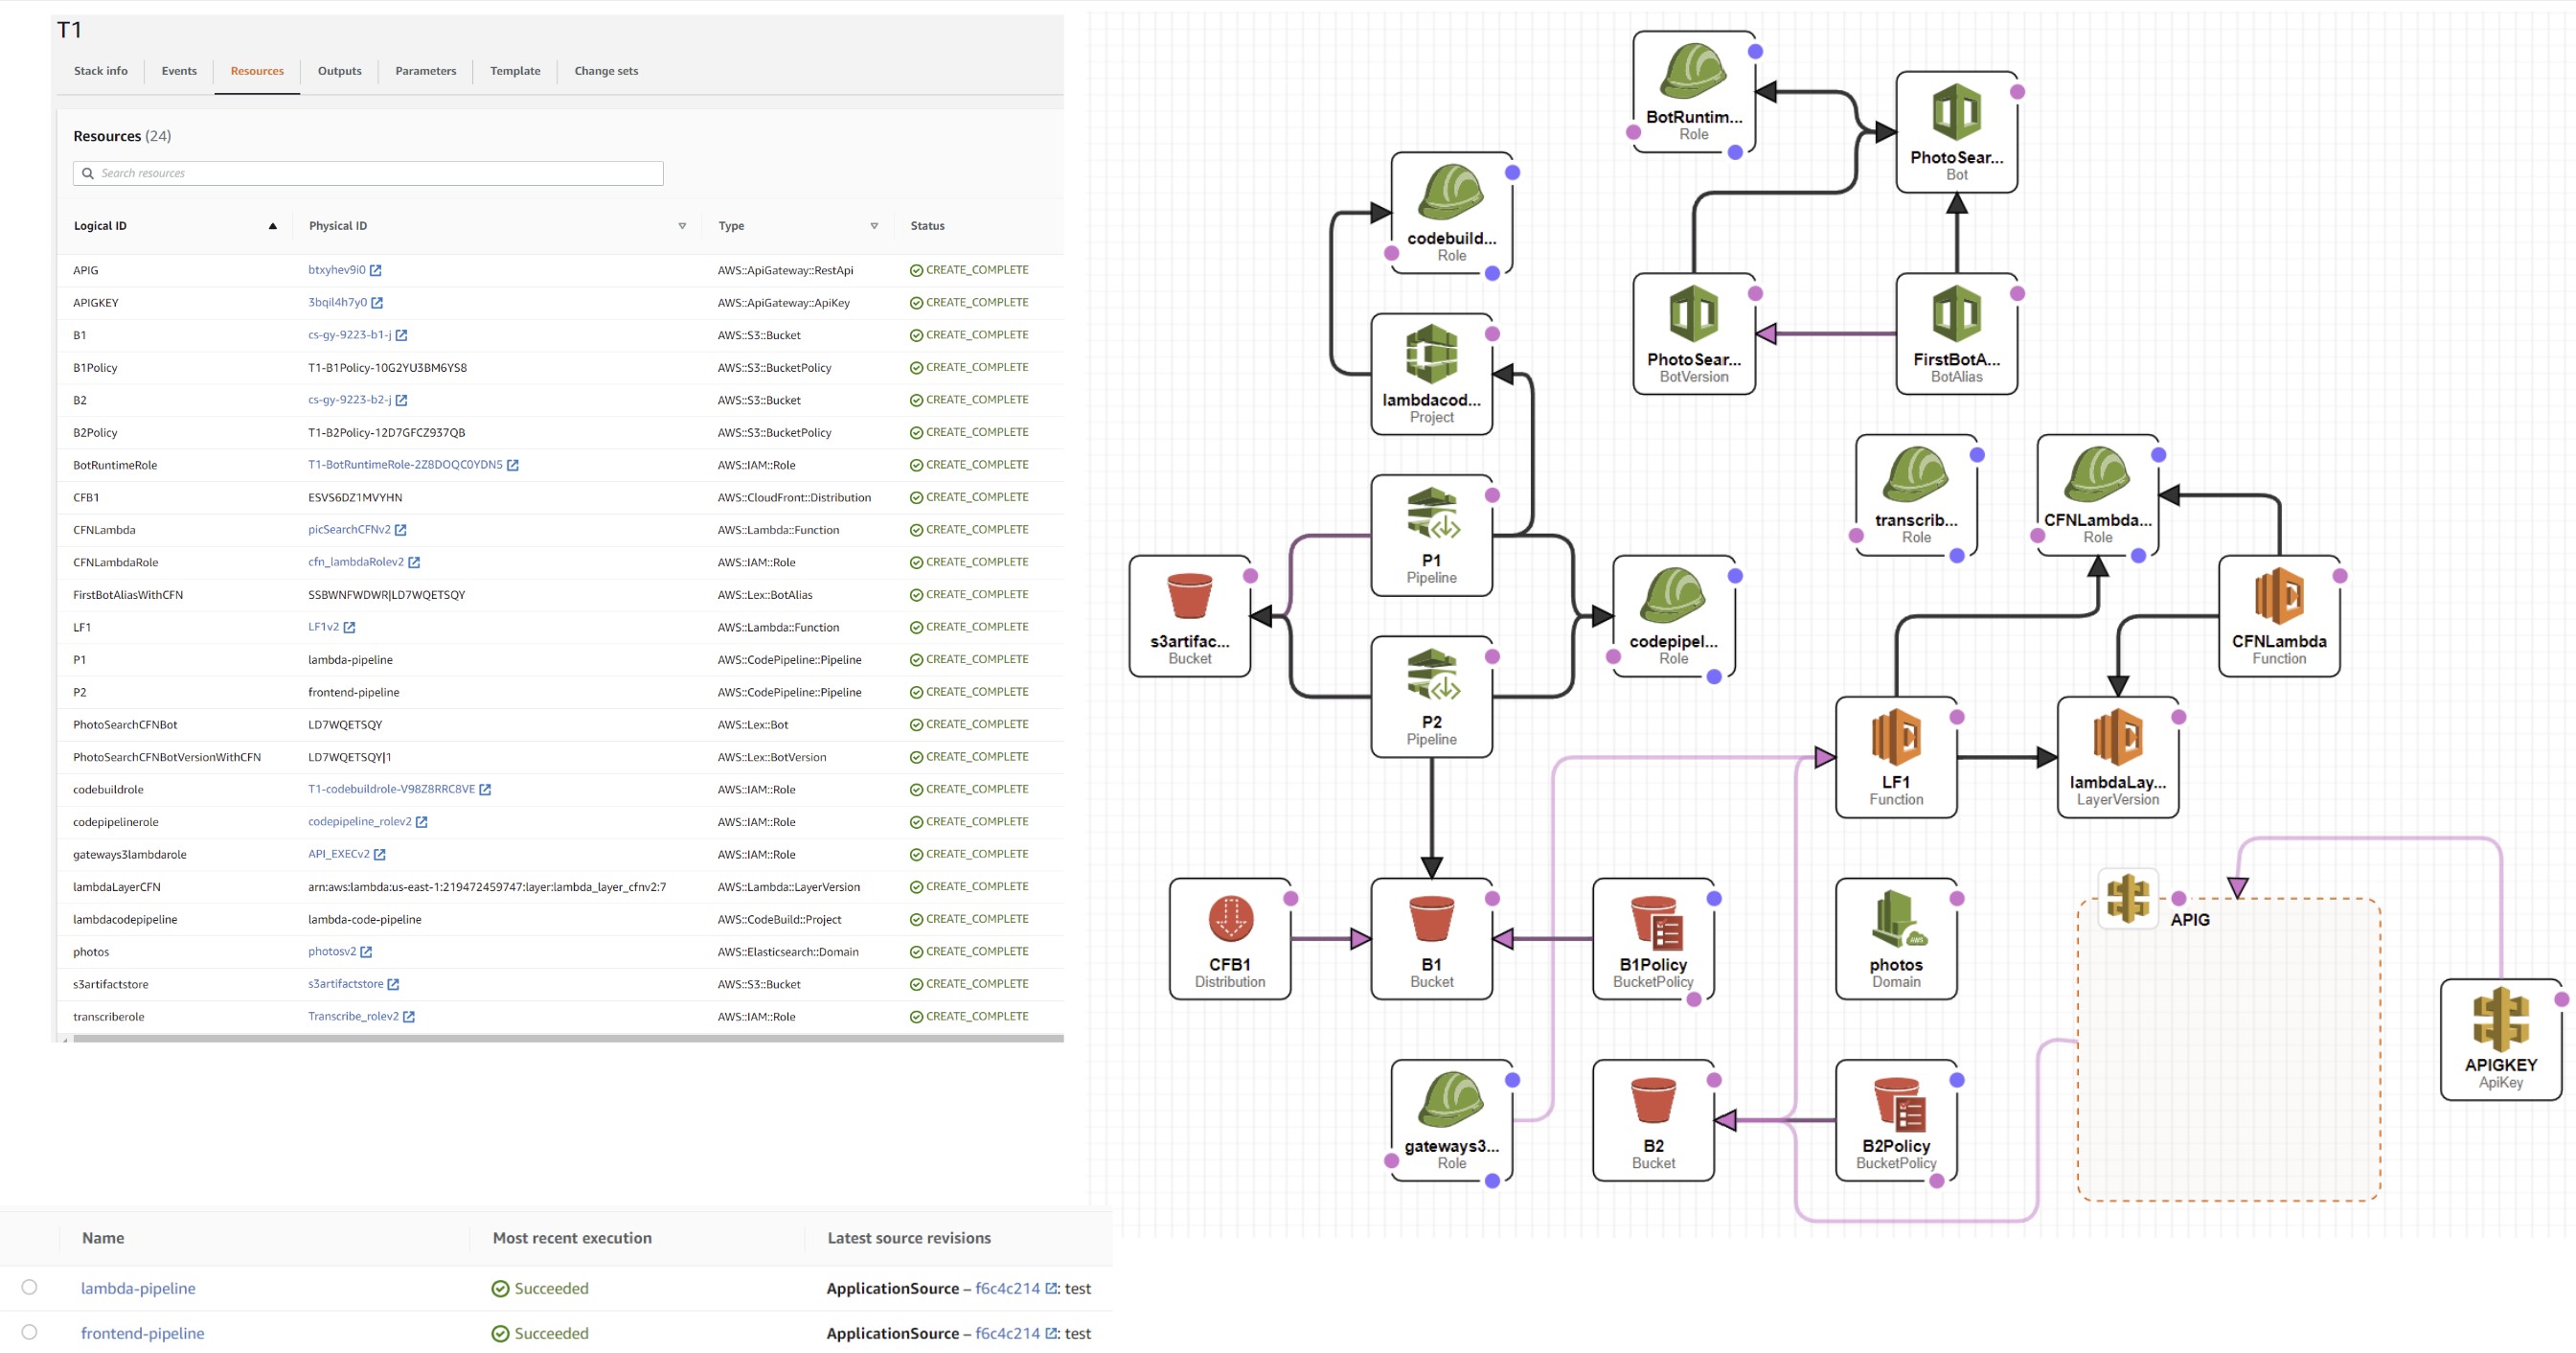 T1
Stack info Events Resources Outputs Parameters Template Change sets
Resources (24)
Search resources
Logical ID Physical ID Type Status
APIG btxyhev9i0 AWS::ApiGateway::RestApi CREATE_COMPLETE
APIGKEY 3bqil4h7y0 AWS::ApiGateway::ApiKey CREATE_COMPLETE
B1 cs-gy-9223-b1-j AWS::S3::Bucket CREATE_COMPLETE
B1Policy T1-B1Policy-10G2YU3BM6YS8 AWS::S3::BucketPolicy CREATE_COMPLETE
B2 cs-gy-9223-b2-j AWS::S3::Bucket CREATE_COMPLETE
B2Policy T1-B2Policy-12D7GFCZ937QB AWS::S3::BucketPolicy CREATE_COMPLETE
BotRuntimeRole T1-BotRuntimeRole-2Z8DOQC0YDN5 AWS::IAM::Role CREATE_COMPLETE
CFB1 ESVS6DZ1MVYHN AWS::CloudFront::Distribution CREATE_COMPLETE
CFNLambda picSearchCFNv2 AWS::Lambda::Function CREATE_COMPLETE
CFNLambdaRole cfn_lambdaRolev2 AWS::IAM::Role CREATE_COMPLETE
FirstBotAliasWithCFN SSBWNFWDWR|LD7WQETSQY AWS::Lex::BotAlias CREATE_COMPLETE
LF1 LF1v2 AWS::Lambda::Function CREATE_COMPLETE
P1 lambda-pipeline AWS::CodePipeline::Pipeline CREATE_COMPLETE
P2 frontend-pipeline AWS::CodePipeline::Pipeline CREATE_COMPLETE
PhotoSearchCFNBot LD7WQETSQY AWS::Lex::Bot CREATE_COMPLETE
PhotoSearchCFNBotVersionWithCFN LD7WQETSQY|1 AWS::Lex::BotVersion CREATE_COMPLETE
codebuildrole T1-codebuildrole-V98Z8RRC8VE AWS::IAM::Role CREATE_COMPLETE
codepipelinerole codepipeline_rolev2 AWS::IAM::Role CREATE_COMPLETE
gateways3lambdarole API_EXECv2 AWS::IAM::Role CREATE_COMPLETE
lambdaLayerCFN arn:aws:lambda:us-east-1:219472459747:layer:lambda_layer_cfnv2:7 AWS::Lambda::LayerVersion CREATE_COMPLETE
lambdacodepipeline lambda-code-pipeline AWS::CodeBuild::Project CREATE_COMPLETE
photos photosv2 AWS::Elasticsearch::Domain CREATE_COMPLETE
s3artifactstore s3artifactstore AWS::S3::Bucket CREATE_COMPLETE
transcriberole Transcribe_rolev2 AWS::IAM::Role CREATE_COMPLETE
Name Most recent execution Latest source revisions
lambda-pipeline Succeeded ApplicationSource – f6c4c214 : test
frontend-pipeline Succeeded ApplicationSource – f6c4c214 : test
BotRuntim...
Role
PhotoSear...
Bot
codebuild...
Role
PhotoSear...
BotVersion
FirstBotA...
BotAlias
lambdacod...
Project
transcrib...
Role
CFNLambda...
Role
P1
Pipeline
s3artifac...
Bucket
codepipel...
Role
CFNLambda
Function
P2
Pipeline
LF1
Function
lambdaLay...
LayerVersion
CFB1
Distribution
B1
Bucket
B1Policy
BucketPolicy
AWS
photos
Domain
APIG
APIGKEY
ApiKey
gateways3...
Role
B2
Bucket
B2Policy
BucketPolicy